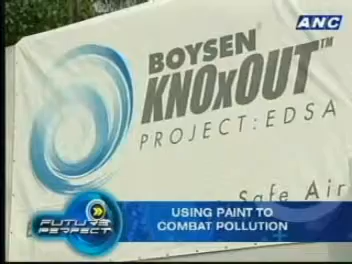 ANC
BOYSEN®
KNOxOUT™
PROJECT: EDSA
Safe Air
FUTURE
PERFECT
USING PAINT TO
COMBAT POLLUTION